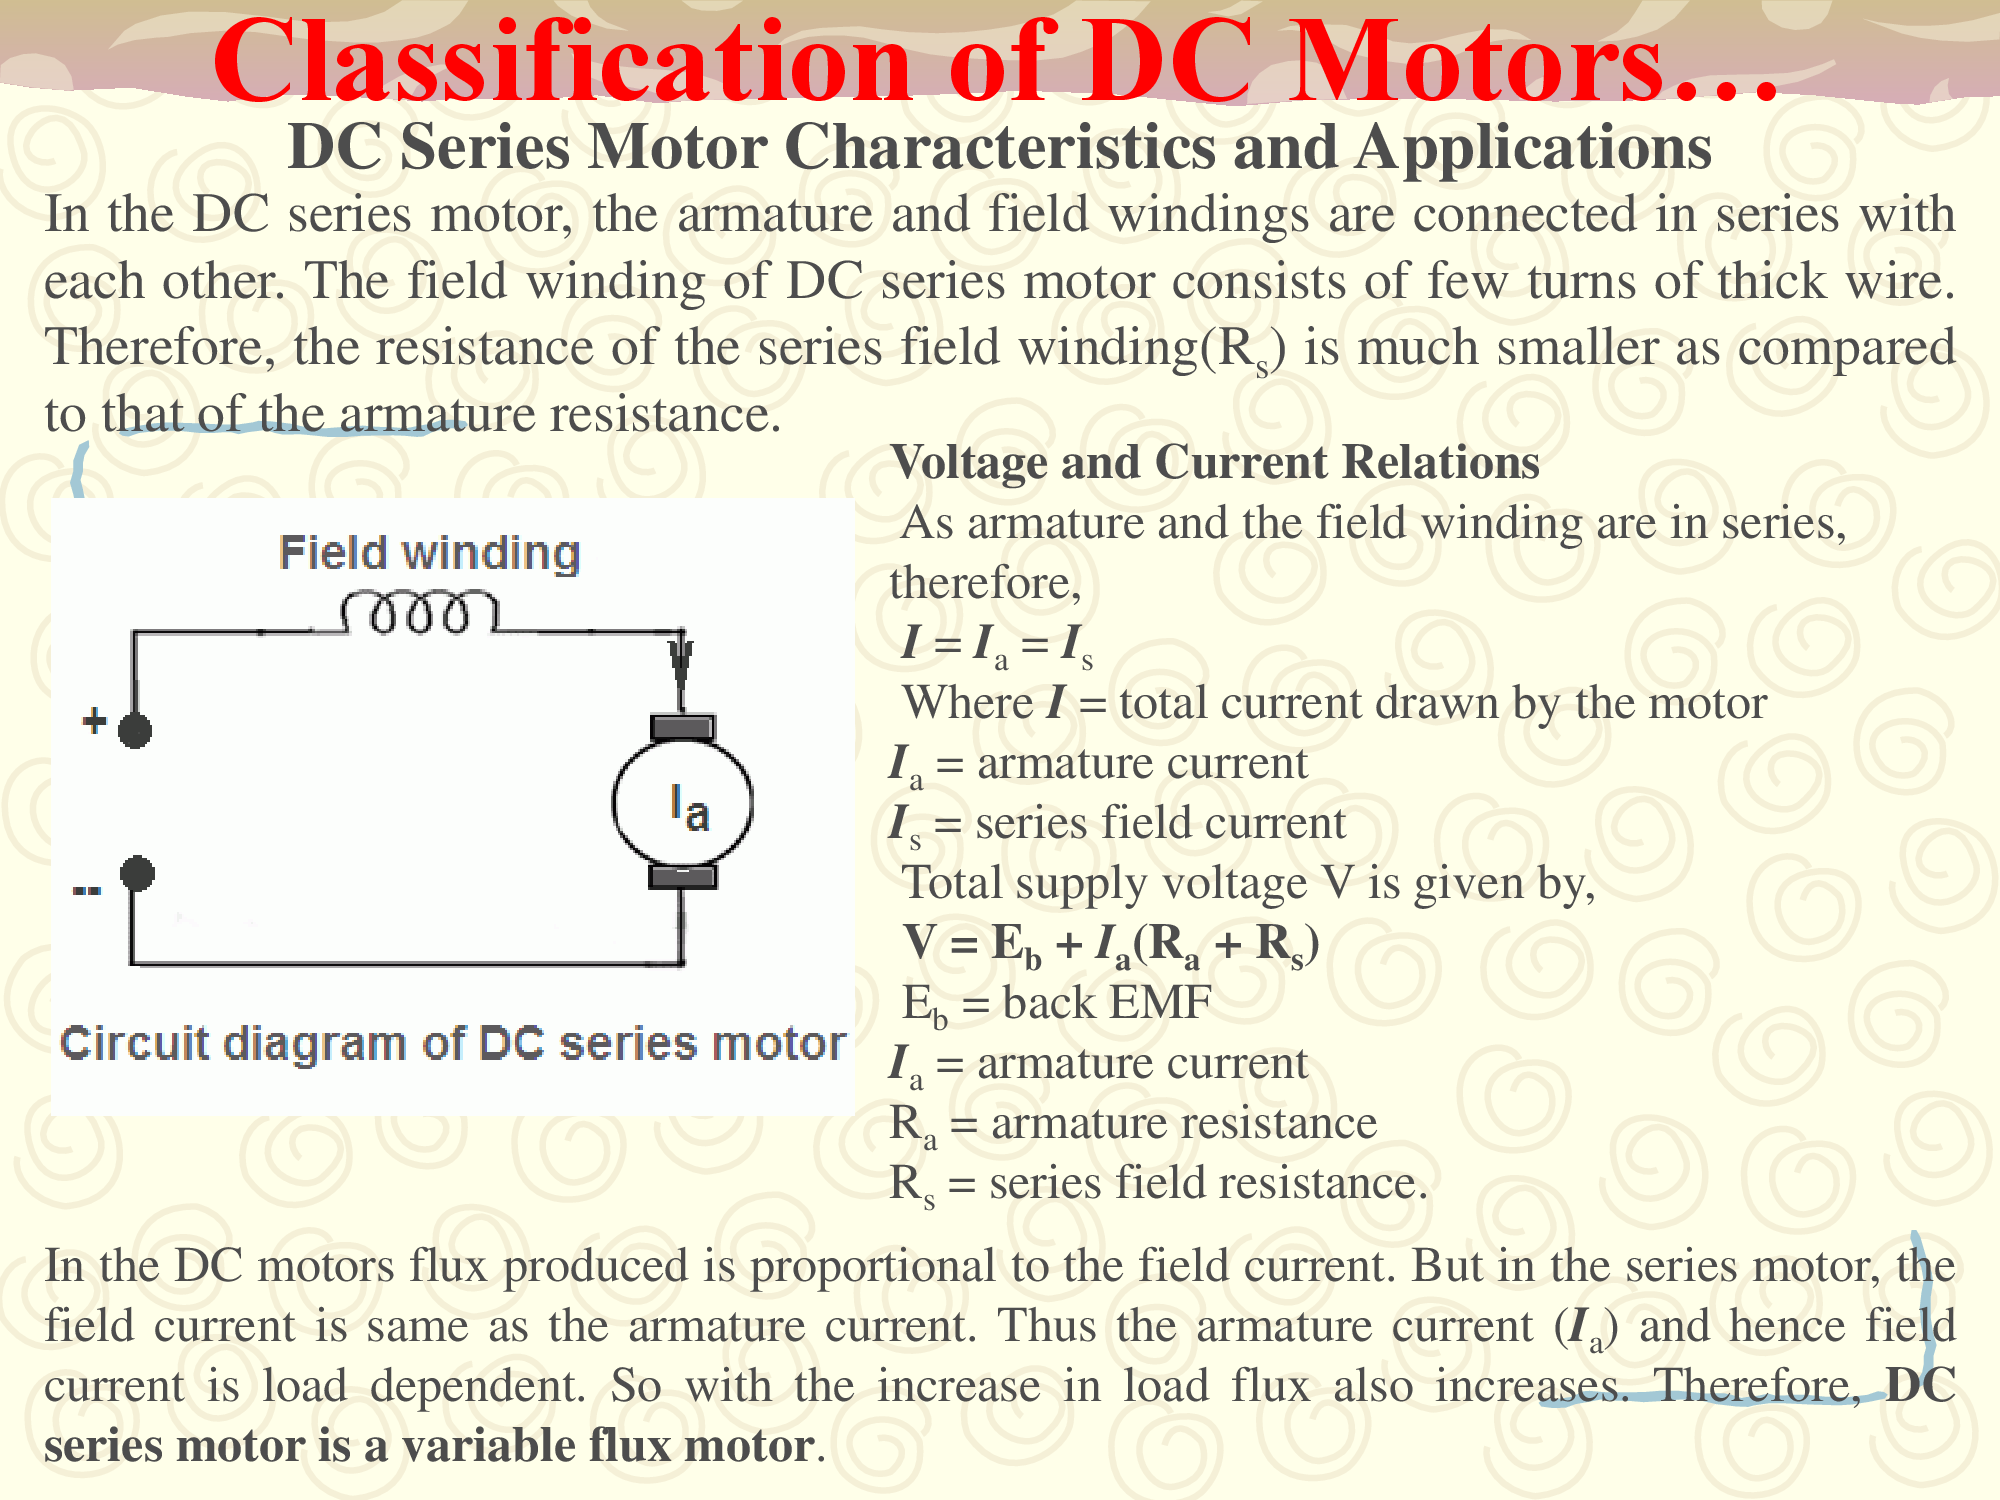 Classification of DC Motors…
DC Series Motor Characteristics and Applications
In the DC series motor, the armature and field windings are connected in series with
each other. The field winding of DC series motor consists of few turns of thick wire.
Therefore, the resistance of the series field winding(Rs) is much smaller as compared
to that of the armature resistance.
Field winding
+
Ia
--
Circuit diagram of DC series motor
Voltage and Current Relations
As armature and the field winding are in series,
therefore,
I = Ia = Is
Where I = total current drawn by the motor
Ia = armature current
Is = series field current
Total supply voltage V is given by,
V = Eb + Ia(Ra + Rs)
Eb = back EMF
Ia = armature current
Ra = armature resistance
Rs = series field resistance.
In the DC motors flux produced is proportional to the field current. But in the series motor, the
field current is same as the armature current. Thus the armature current (Ia) and hence field
current is load dependent. So with the increase in load flux also increases. Therefore, DC
series motor is a variable flux motor.